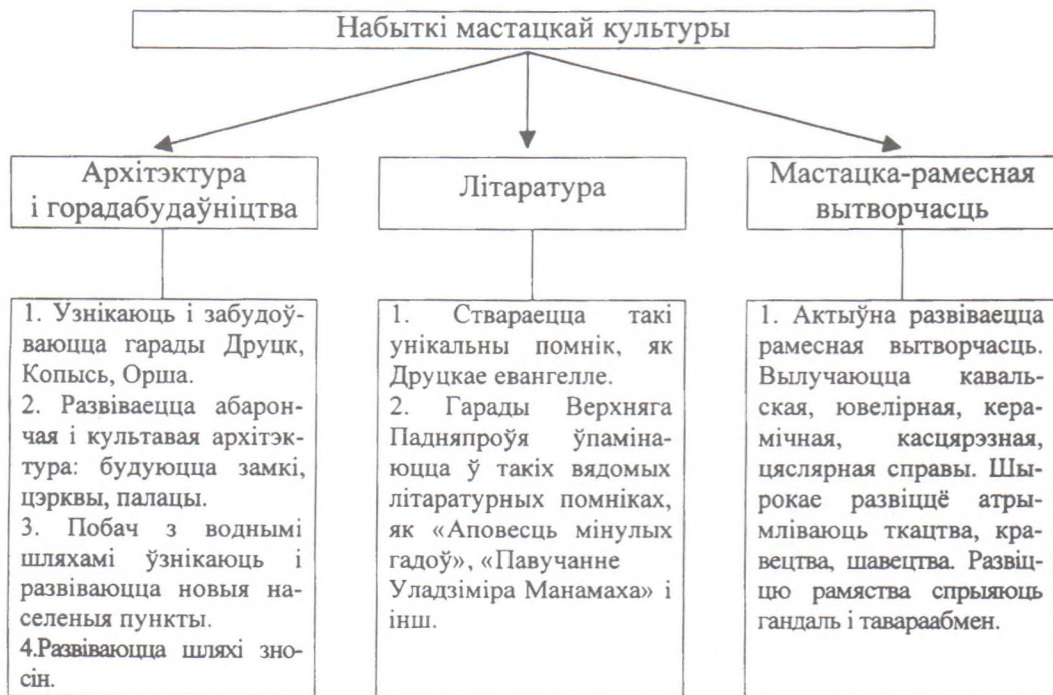 Набыткі мастацкай культуры
Архітэктура
і горадабудаўніцтва
1. Узнікаюць і забудоў-
ваюцца гарады Друцк,
Копысь, Орша.
2. Развіваецца абарон-
чая і культавая архітэк-
тура: будуюцца замкі,
цэрквы, палацы.
3. Побач з воднымі
шляхамі ўзнікаюць і
развіваюцца новыя на-
селеныя пункты.
4.Развіваюцца шляхі зно-
сін.
Літаратура
1. Ствараецца такі
унікальны помнік, як
Друцкае евангелле.
2. Гарады Верхняга
Падняпроўя ўпаміна-
юцца ў такіх вядомых
літаратурных помніках,
як «Аповесць мінулых
гадоў», «Павучанне
Уладзіміра Манамаха» і
інш.
Мастацка-рамесная
вытворчасць
1. Актыўна развіваецца
рамесная вытворчасць.
Вылучаюцца каваль-
ская, ювелірная, кера-
мічная, касцярэзная,
цяслярная справы. Шы-
рокае развіццё атры-
мліваюць ткацтва, кра-
вецтва, шавецтва. Развіц-
цю рамяства спрыяюць
гандаль і тавараабмен.